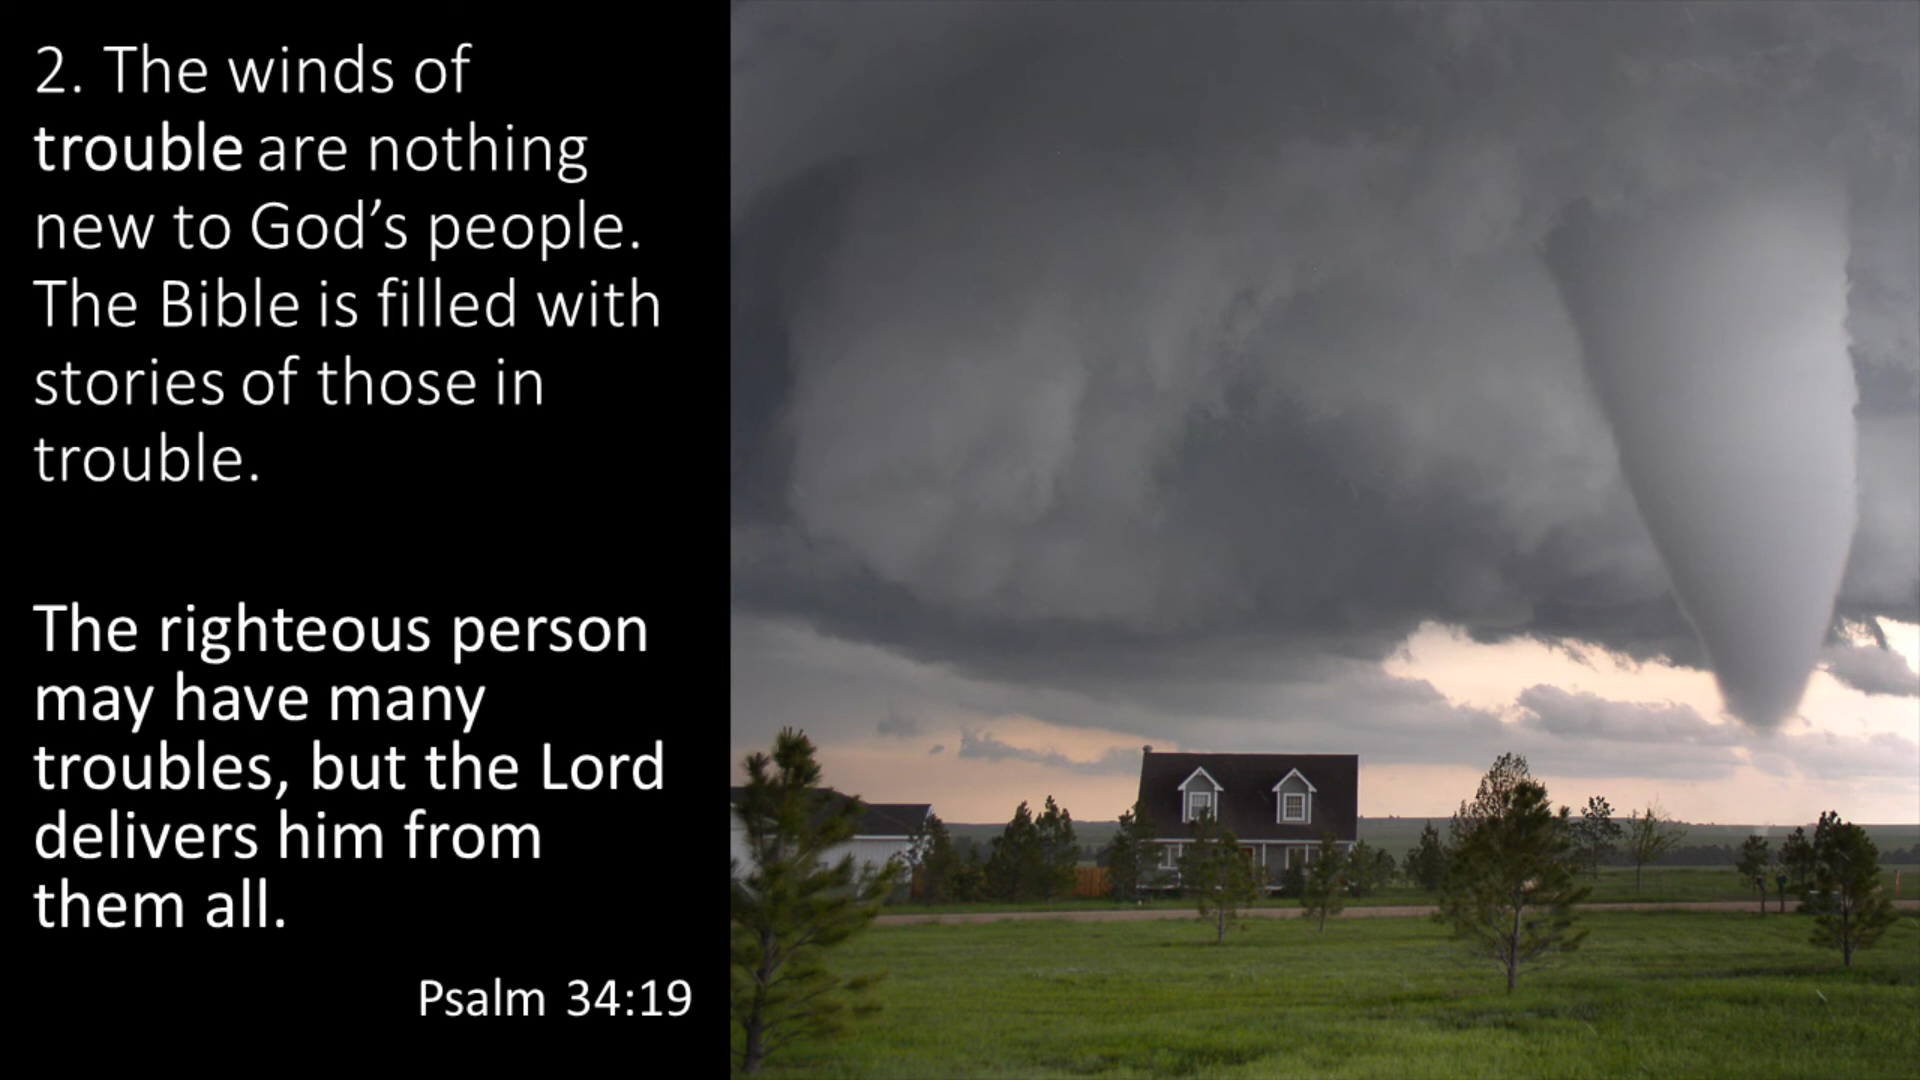 2. The winds of
trouble are nothing
new to God’s people.
The Bible is filled with
stories of those in
trouble.
The righteous person
may have many
troubles, but the Lord
delivers him from
them all.
Psalm 34:19